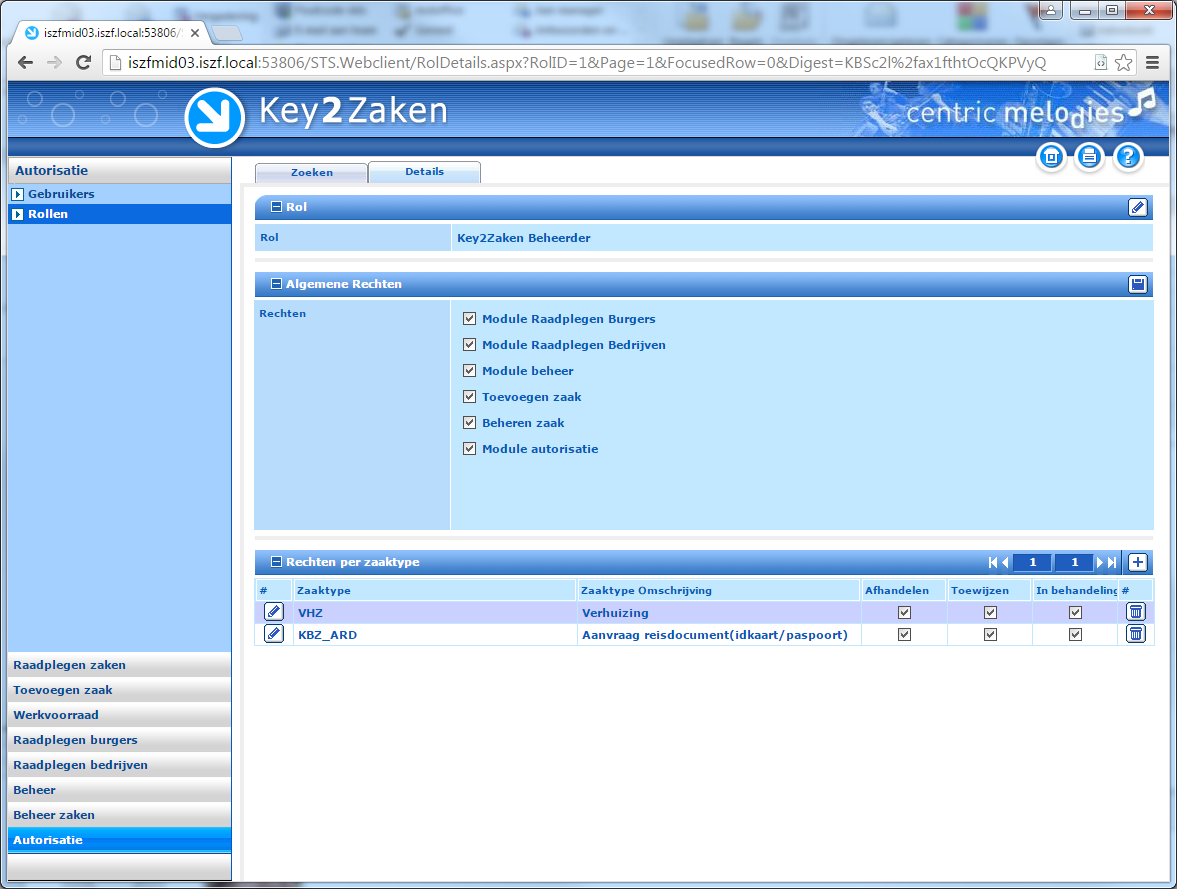 iszfmid03.iszf.local:53806/
iszfmid03.iszf.local:53806/STS.Webclient/RolDetails.aspx?RolID=1&Page=1&FocusedRow=0&Digest=KBSc2l%2fax1fthtOcQKPVyQ
Key2Zaken
centric melodies
Autorisatie
Gebruikers
Rollen
Zoeken
Details
Rol
Rol
Key2Zaken Beheerder
Algemene Rechten
Rechten
Module Raadplegen Burgers
Module Raadplegen Bedrijven
Module beheer
Toevoegen zaak
Beheren zaak
Module autorisatie
Rechten per zaaktype
1 1
# Zaaktype Zaaktype Omschrijving Afhandelen Toewijzen In behandeling #
VHZ Verhuizing
KBZ_ARD Aanvraag reisdocument(idkaart/paspoort)
Raadplegen zaken
Toevoegen zaak
Werkvoorraad
Raadplegen burgers
Raadplegen bedrijven
Beheer
Beheer zaken
Autorisatie